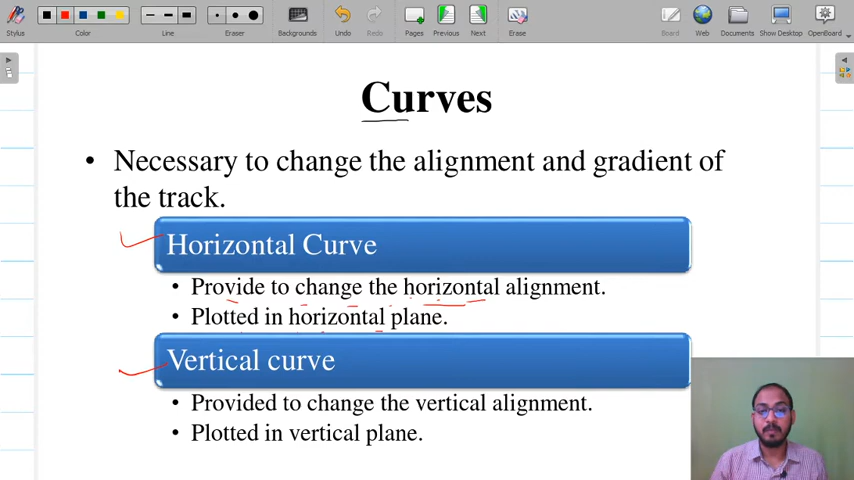 Stylus
Color
Line
Eraser
Backgrounds
Undo
Redo
Pages
Previous
Next
Erase
Board
Web
Documents
Show Desktop
OpenBoard
Curves
• Necessary to change the alignment and gradient of
the track.
Horizontal Curve
• Provide to change the horizontal alignment.
• Plotted in horizontal plane.
Vertical curve
• Provided to change the vertical alignment.
• Plotted in vertical plane.